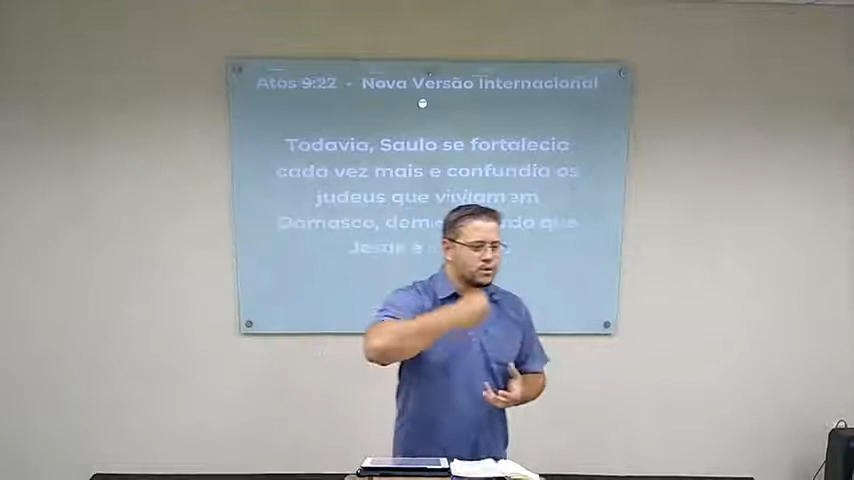 Atos 9:22 - Nova Versão Internacional
Todavia, Saulo se fortalecia
cada vez mais e confundia os
judeus que viviam em
Damasco, que
Jesus é